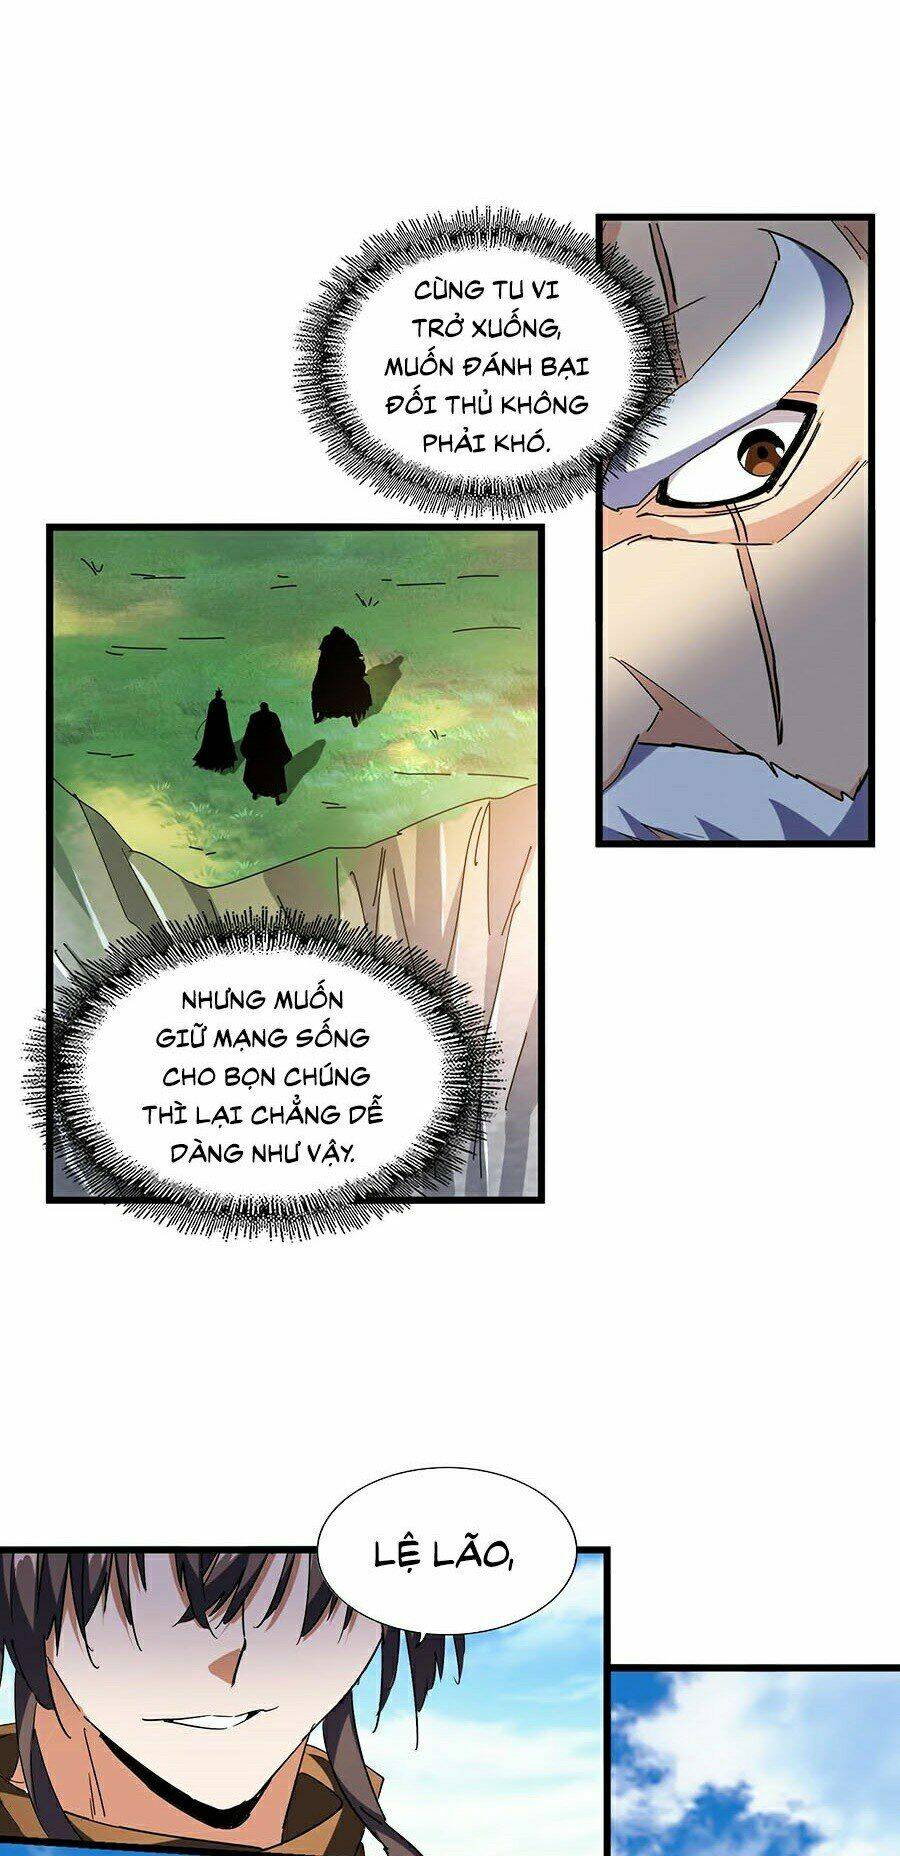 CÙNG TU VI
TRỞ XUỐNG,
MUỐN ĐÁNH BẠI
ĐỐI THỦ KHÔNG
PHẢI KHÓ.
NHƯNG MUỐN
GIỮ MẠNG SỐNG
CHO BỌN CHÚNG
THÌ LẠI CHẲNG DỄ
DÀNG NHƯ VẬY.
LỆ LÃO,